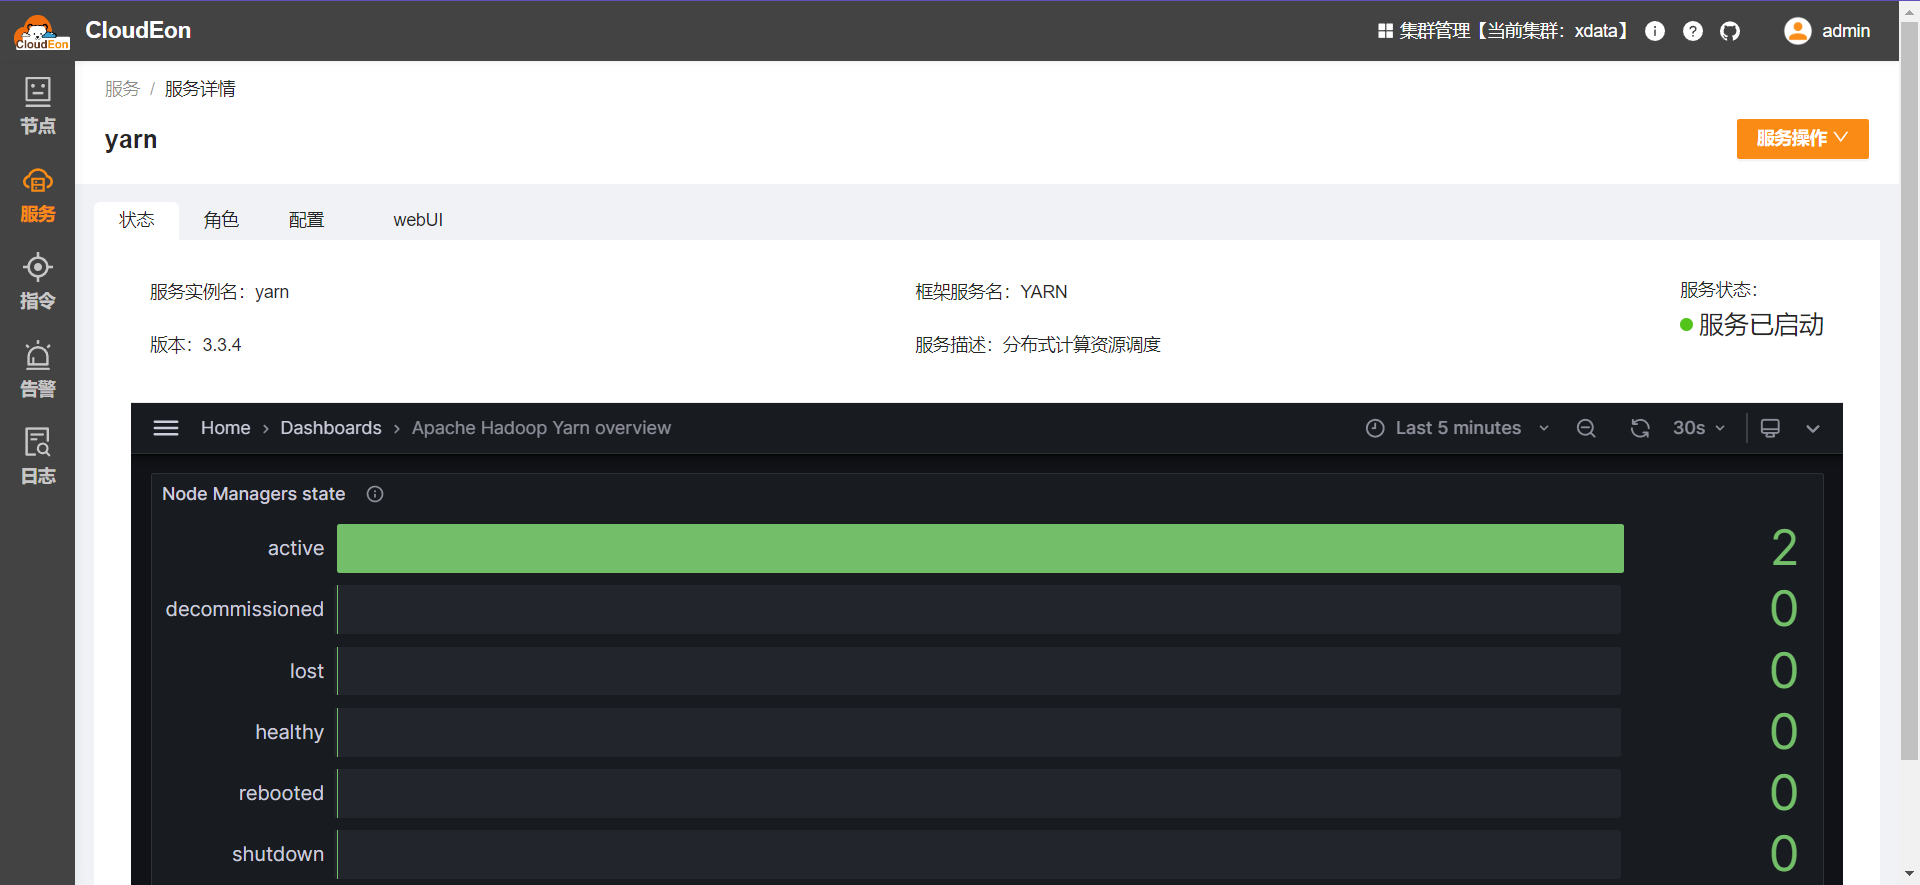 CloudEon
CloudEon
集群管理【当前集群：xdata】
admin
节点
服务
指令
告警
日志
服务 / 服务详情
yarn
服务操作
状态
角色
配置
webUI
服务实例名：yarn
框架服务名：YARN
服务状态：
服务已启动
版本：3.3.4
服务描述：分布式计算资源调度
Home › Dashboards › Apache Hadoop Yarn overview
Last 5 minutes
30s
Node Managers state
active 2
decommissioned 0
lost 0
healthy 0
rebooted 0
shutdown 0